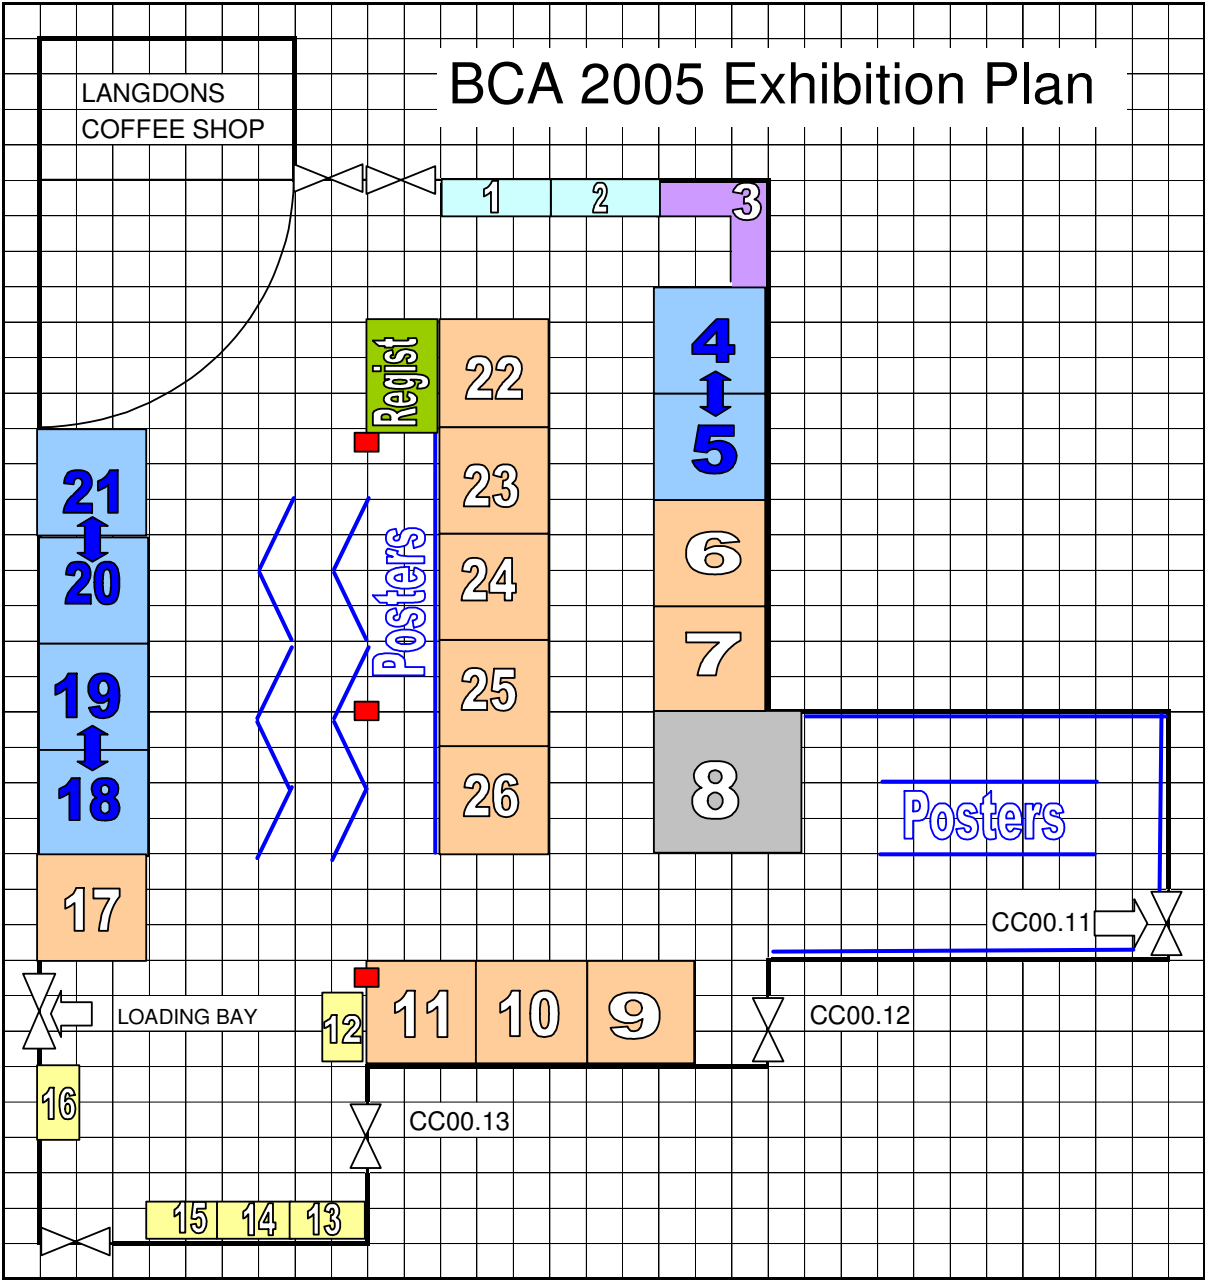 BCA 2005 Exhibition Plan
LANGDONS
COFFEE SHOP
1
2
3
4
5
6
7
8
Regist
22
23
24
25
26
Posters
21
20
19
18
17
Posters
CC00.11
LOADING BAY
12
11
10
9
CC00.12
16
CC00.13
15
14
13